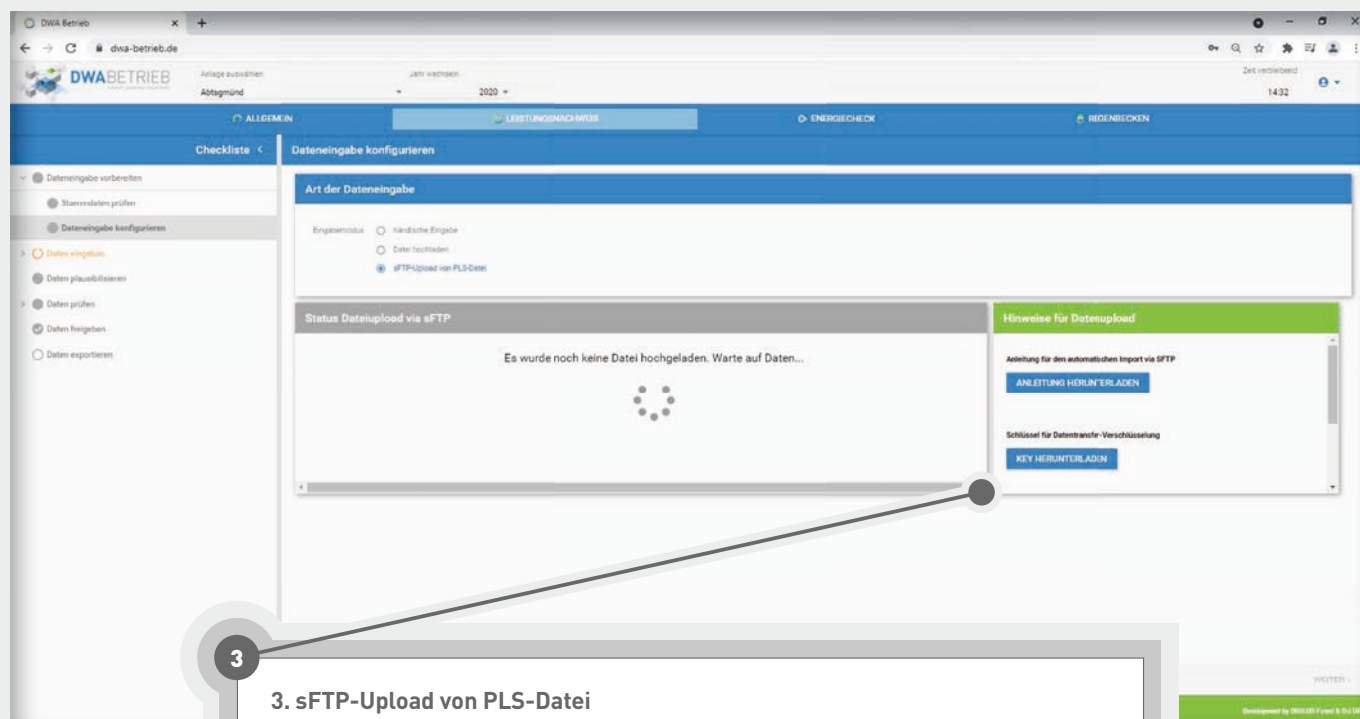 DWA Betrieb
dwa-betrieb.de
DWABETRIEB
Anlage auswählen
Jahr wechseln
Zeit verbleibend
Abtsgmünd
2020
14:32
ALLGEMEIN
LEISTUNGSNACHWEIS
ENERGIECHECK
REGENBECKEN
Checkliste
Dateneingabe konfigurieren
Dateneingabe vorbereiten
Stammdaten prüfen
Dateneingabe konfigurieren
Daten eingeben
Daten plausibilisieren
Daten prüfen
Daten freigeben
Daten exportieren
Art der Dateneingabe
Eingabemodus
händische Eingabe
Datei hochladen
sFTP-Upload von PLS-Datei
Status Dateiupload via sFTP
Es wurde noch keine Datei hochgeladen. Warte auf Daten...
Hinweise für Datenupload
Anleitung für den automatischen Import via SFTP
ANLEITUNG HERUNTERLADEN
Schlüssel für Datentransfer-Verschlüsselung
KEY HERUNTERLADEN
3
3. sFTP-Upload von PLS-Datei
WEITER
Development by